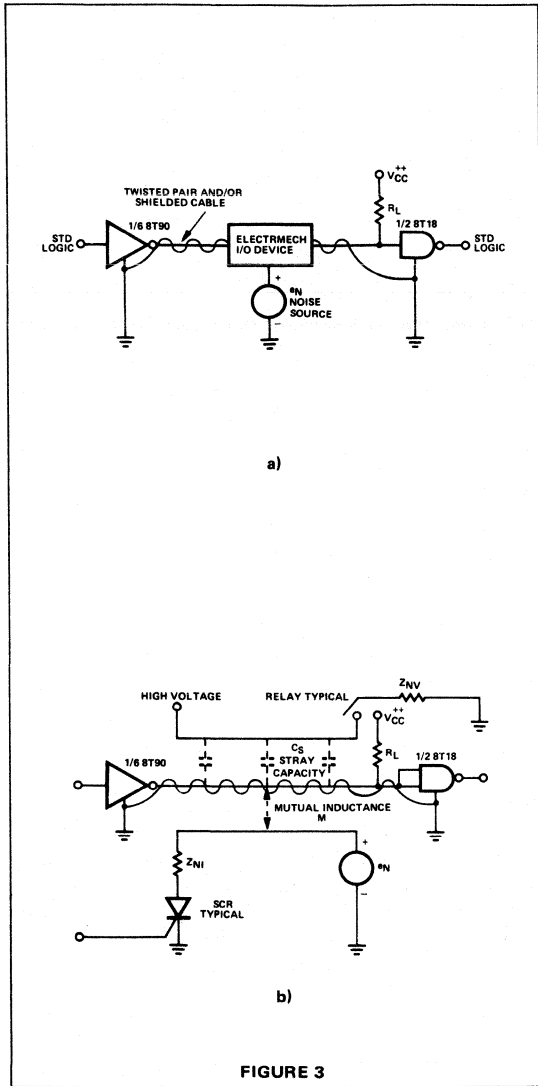 V++CC
TWISTED PAIR AND/OR
SHIELDED CABLE
RL
1/6 8T90
1/2 8T18
STD
LOGIC
ELECTRMECH
I/O DEVICE
STD
LOGIC
+
eN
NOISE
SOURCE
−
a)
ZNV
HIGH VOLTAGE
RELAY TYPICAL
V++CC
CS
STRAY
CAPACITY
RL
1/6 8T90
1/2 8T18
MUTUAL INDUCTANCE
M
ZNI
+
eN
−
SCR
TYPICAL
b)
FIGURE 3